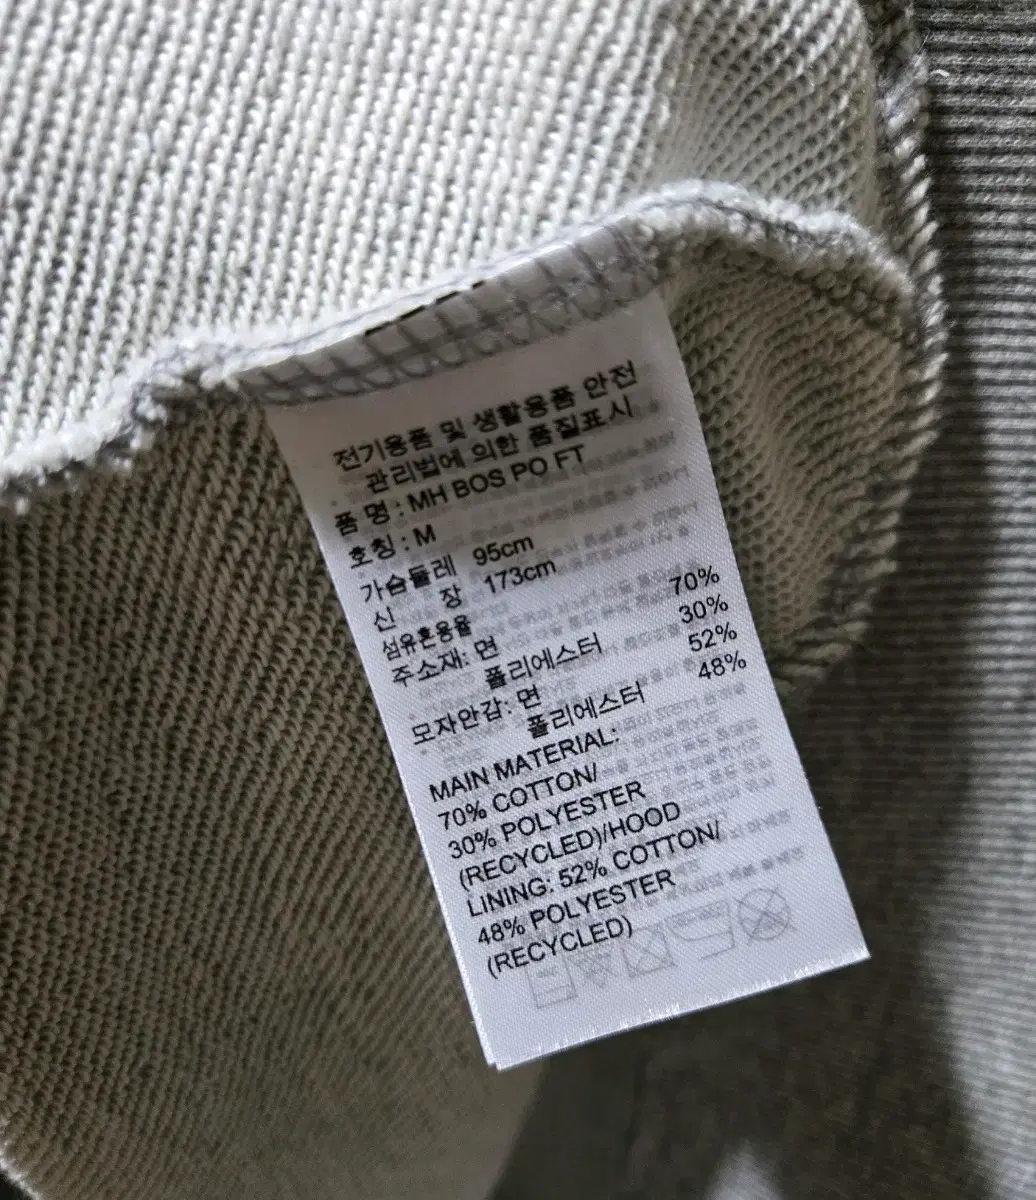 전기용품 및 생활용품 안전
관리법에 의한 품질표시
품 명 : MH BOS PO FT
호칭 : M
가슴둘레 95cm
신 장 173cm
섬유혼용율
주소재: 면 70%
폴리에스터 30%
모자안감: 면 52%
폴리에스터 48%
MAIN MATERIAL:
70% COTTON/
30% POLYESTER
(RECYCLED)/HOOD
LINING: 52% COTTON/
48% POLYESTER
(RECYCLED)